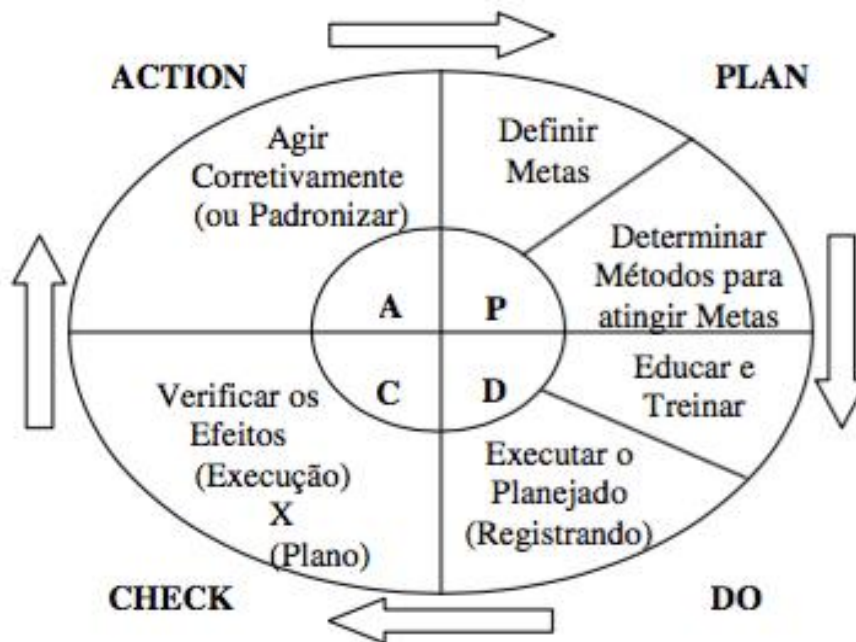 ACTION
PLAN
Agir
Corretivamente
(ou Padronizar)
Definir
Metas
Determinar
Métodos para
atingir Metas
A
P
C
D
Educar e
Treinar
Verificar os
Efeitos
(Execução)
X
(Plano)
Executar o
Planejado
(Registrando)
CHECK
DO